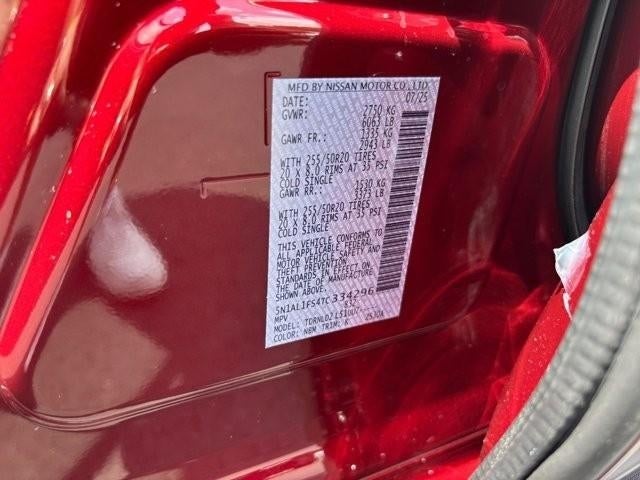 MFD BY NISSAN MOTOR CO., LTD
DATE: 07/25
GVWR: 2750 KG
6063 LB
GAWR FR.: 1335 KG
2943 LB
WITH 255/50R20 TIRES
20 X 8.0 RIMS AT 35 PSI
COLD SINGLE
GAWR RR.: 1530 KG
3373 LB
WITH 255/50R20 TIRES
20 X 8.0 RIMS AT 35 PSI
COLD SINGLE
THIS VEHICLE CONFORMS TO
ALL APPLICABLE FEDERAL
MOTOR VEHICLE SAFETY AND
THEFT PREVENTION
STANDARDS IN EFFECT ON
THE DATE OF MANUFACTURE
SHOWN ABOVE.
5N1AL1FS4TC334296
MPV
MODEL:
COLOR: NBM TRIM: K